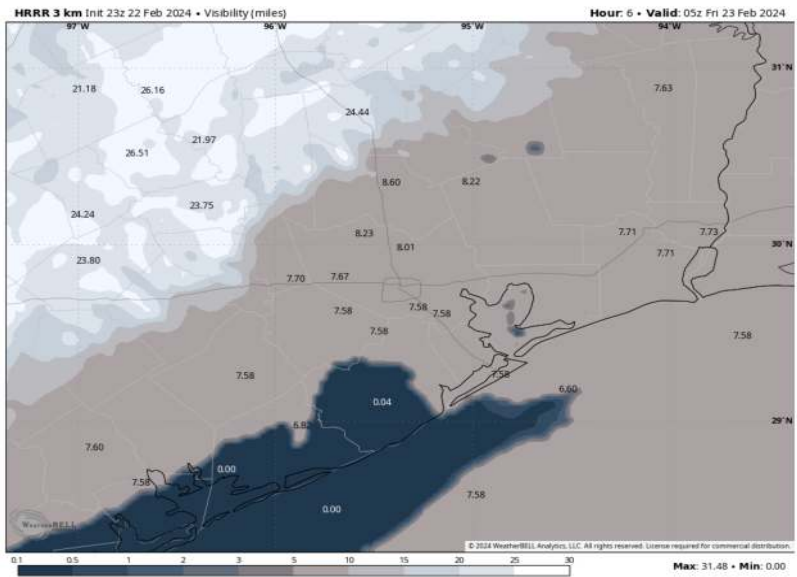 HRRR 3 km Init 23z 22 Feb 2024 • Visibility (miles) Hour: 6 • Valid: 05z Fri 23 Feb 2024
97°W 96°W 95°W 94°W
31°N
21.18 26.16 7.63
24.44
21.97
26.51
8.60 8.22
24.24 23.75
8.23 7.71 7.73
30°N
8.01 7.71
23.80
7.70 7.67
7.58 7.58 7.58
7.58 7.58
7.58 7.58
6.60
0.04
29°N
6.82
7.60
0.00
7.58
7.58
0.00
WeatherBELL
© 2024 WeatherBELL Analytics, LLC. All rights reserved. License required for commercial distribution.
0.1 0.5 1 2 3 5 10 15 20 25 30
Max: 31.48 • Min: 0.00